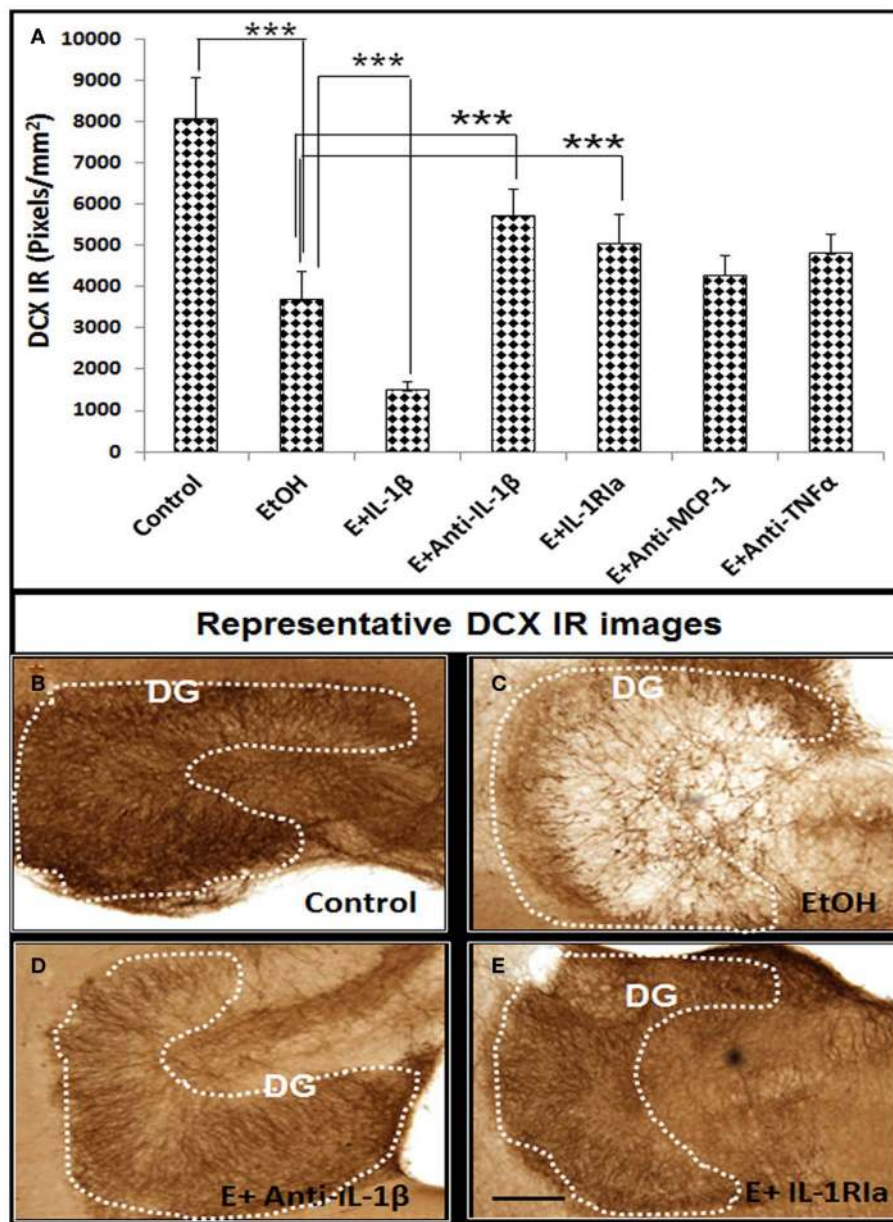 A
10000
***
9000
***
8000
***
7000
***
6000
5000
4000
3000
2000
1000
0
DCX IR (Pixels/mm²)
Control
EtOH
E+IL-1β
E+Anti-IL-1β
E+IL-1RIa
E+Anti-MCP-1
E+Anti-TNFα
Representative DCX IR images
B
DG
Control
C
DG
EtOH
D
DG
E+ Anti-IL-1β
E
DG
E+ IL-1RIa